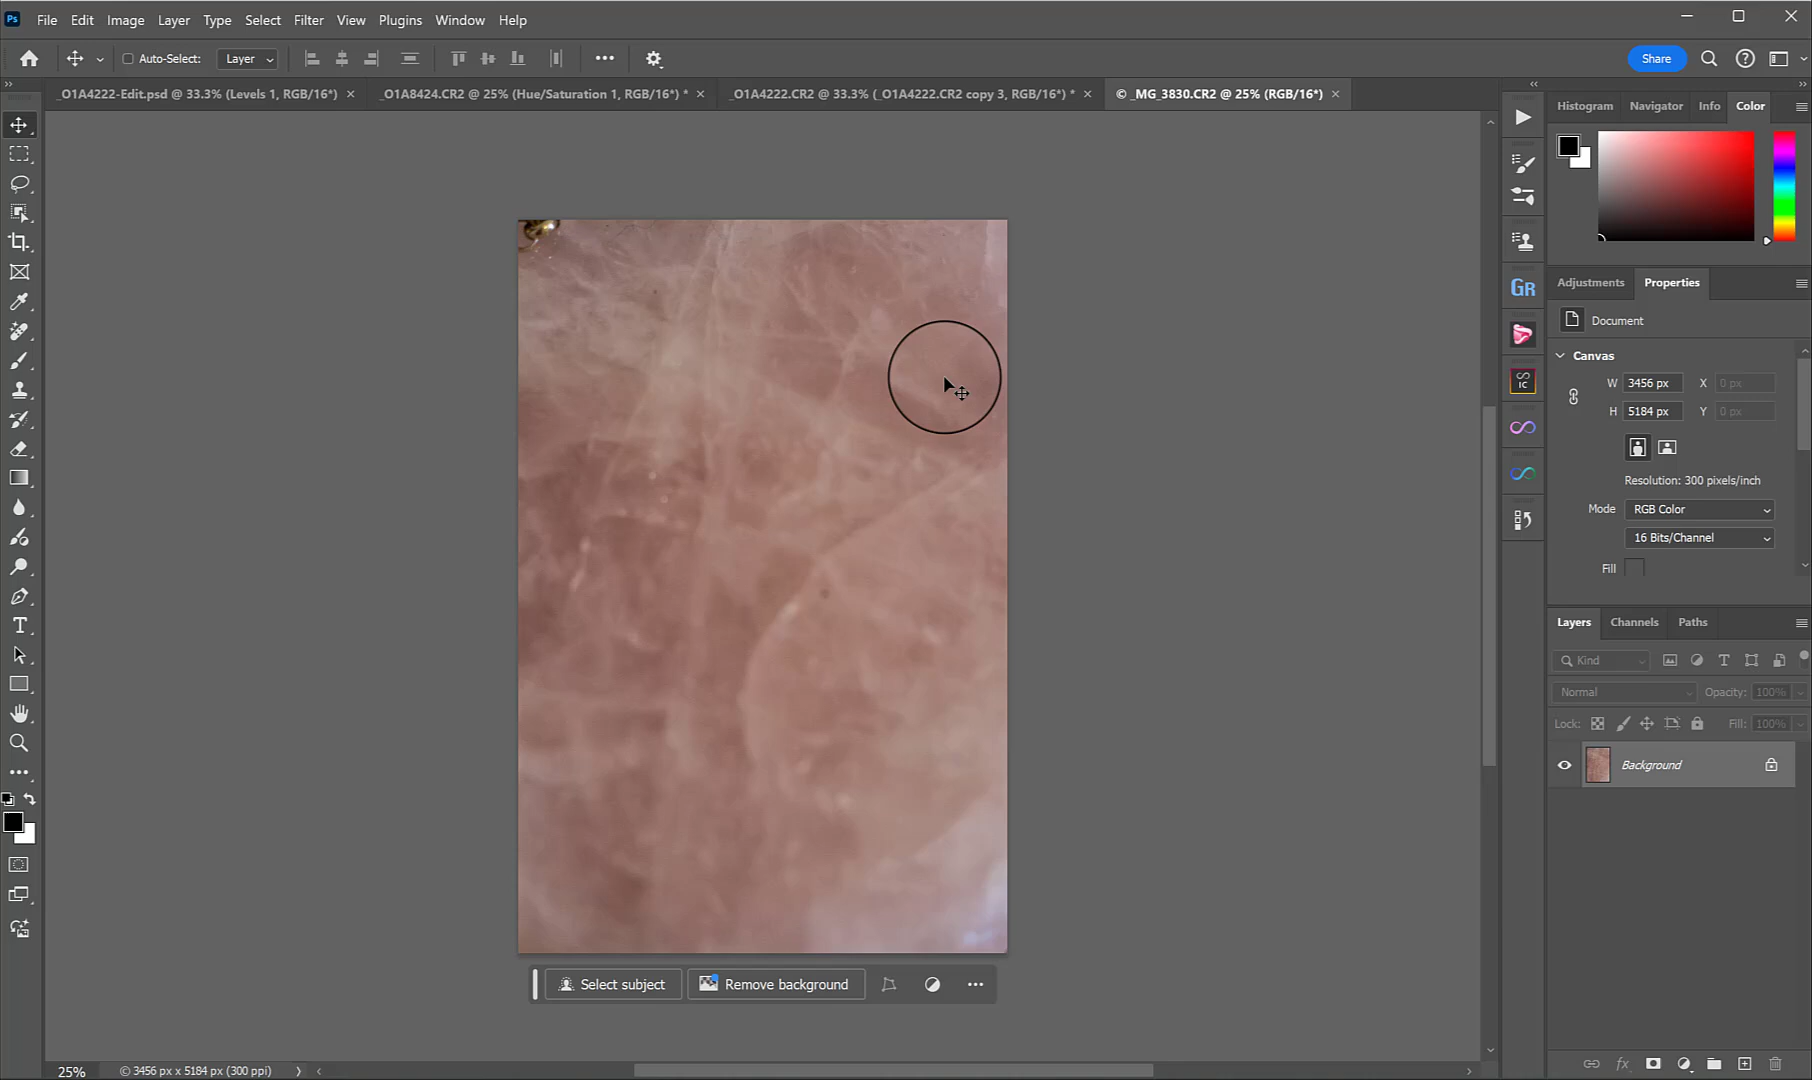 Ps File Edit Image Layer Type Select Filter View Plugins Window Help
Auto-Select: Layer Share
_O1A4222-Edit.psd @ 33.3% (Levels 1, RGB/16*) _O1A8424.CR2 @ 25% (Hue/Saturation 1, RGB/16*) * _O1A4222.CR2 @ 33.3% (_O1A4222.CR2 copy 3, RGB/16*) * © _MG_3830.CR2 @ 25% (RGB/16*)
Histogram Navigator Info Color
Adjustments Properties
Gr
Document
Canvas
IC
W 3456 px X 0 px
H 5184 px Y 0 px
Resolution: 300 pixels/inch
Mode RGB Color
16 Bits/Channel
Fill
Layers Channels Paths
Kind
Normal Opacity: 100%
Lock: Fill: 100%
Background
Select subject Remove background
25% © 3456 px x 5184 px (300 ppi)